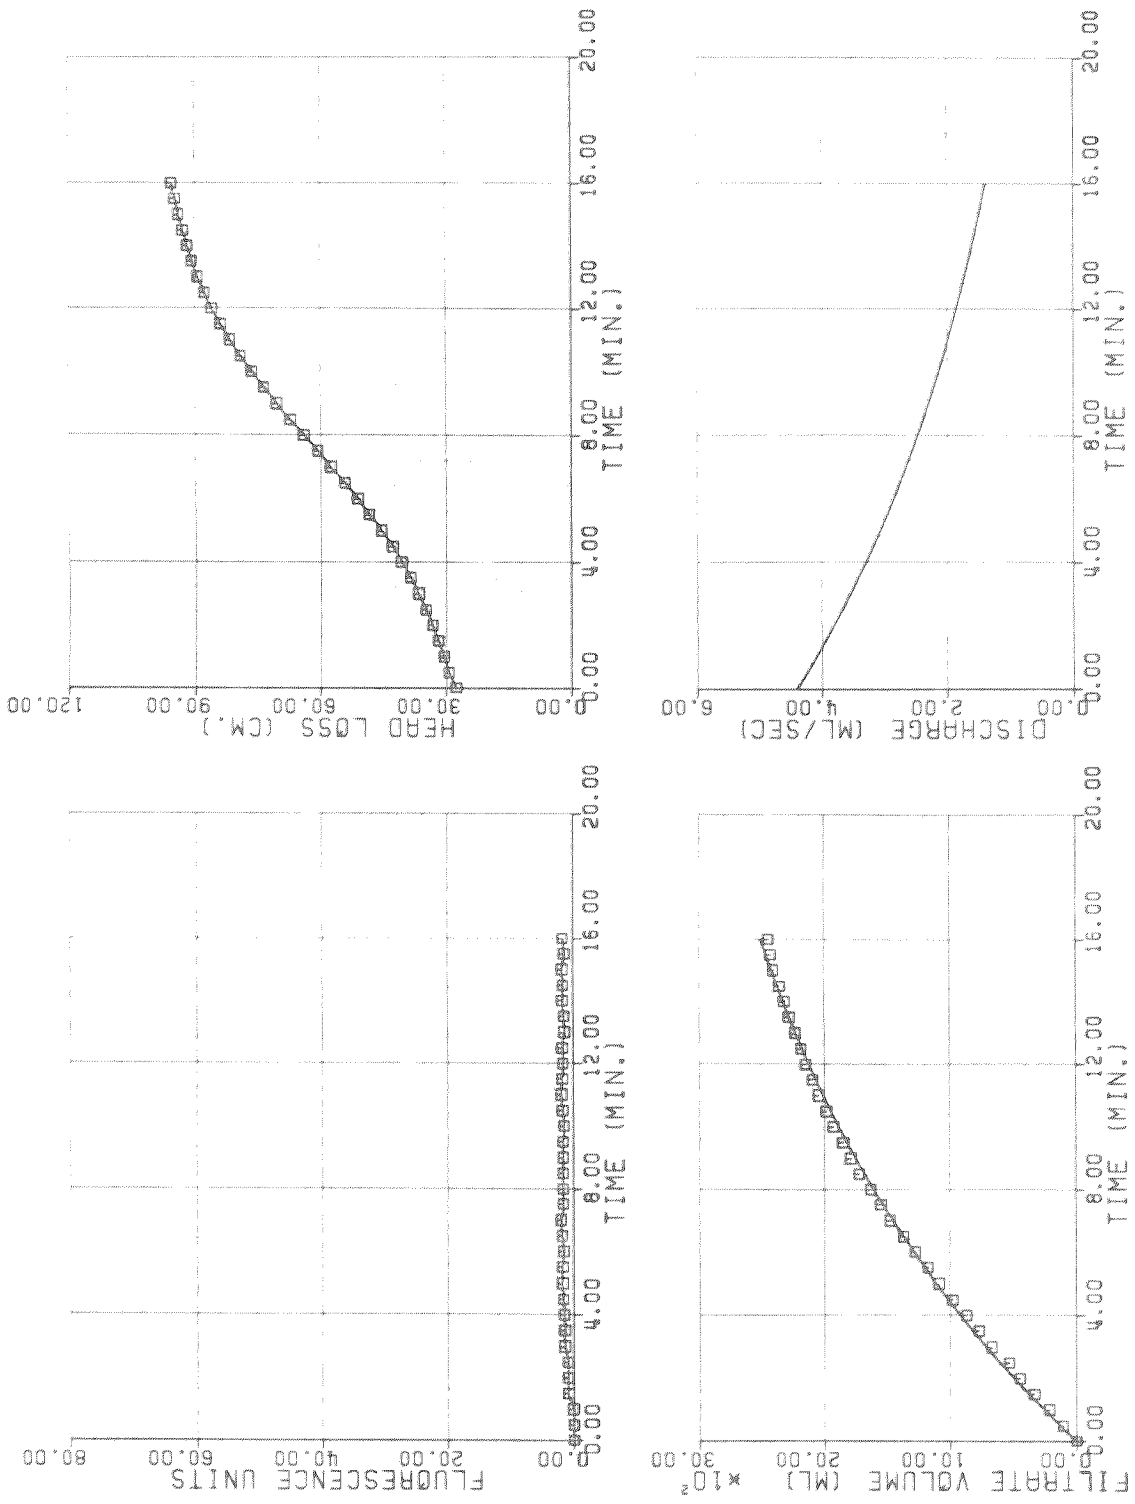 FLUORESCENCE UNITS
80.00
60.00
40.00
20.00
0.00
0.00 4.00 8.00 12.00 16.00 20.00
TIME (MIN.)
HEAD LOSS (CM.)
120.00
90.00
60.00
30.00
0.00
0.00 4.00 8.00 12.00 16.00 20.00
TIME (MIN.)
FILTRATE VOLUME (ML)
×10²
30.00
20.00
10.00
0.00
0.00 4.00 8.00 12.00 16.00 20.00
TIME (MIN.)
DISCHARGE (ML/SEC)
6.00
4.00
2.00
0.00
0.00 4.00 8.00 12.00 16.00 20.00
TIME (MIN.)